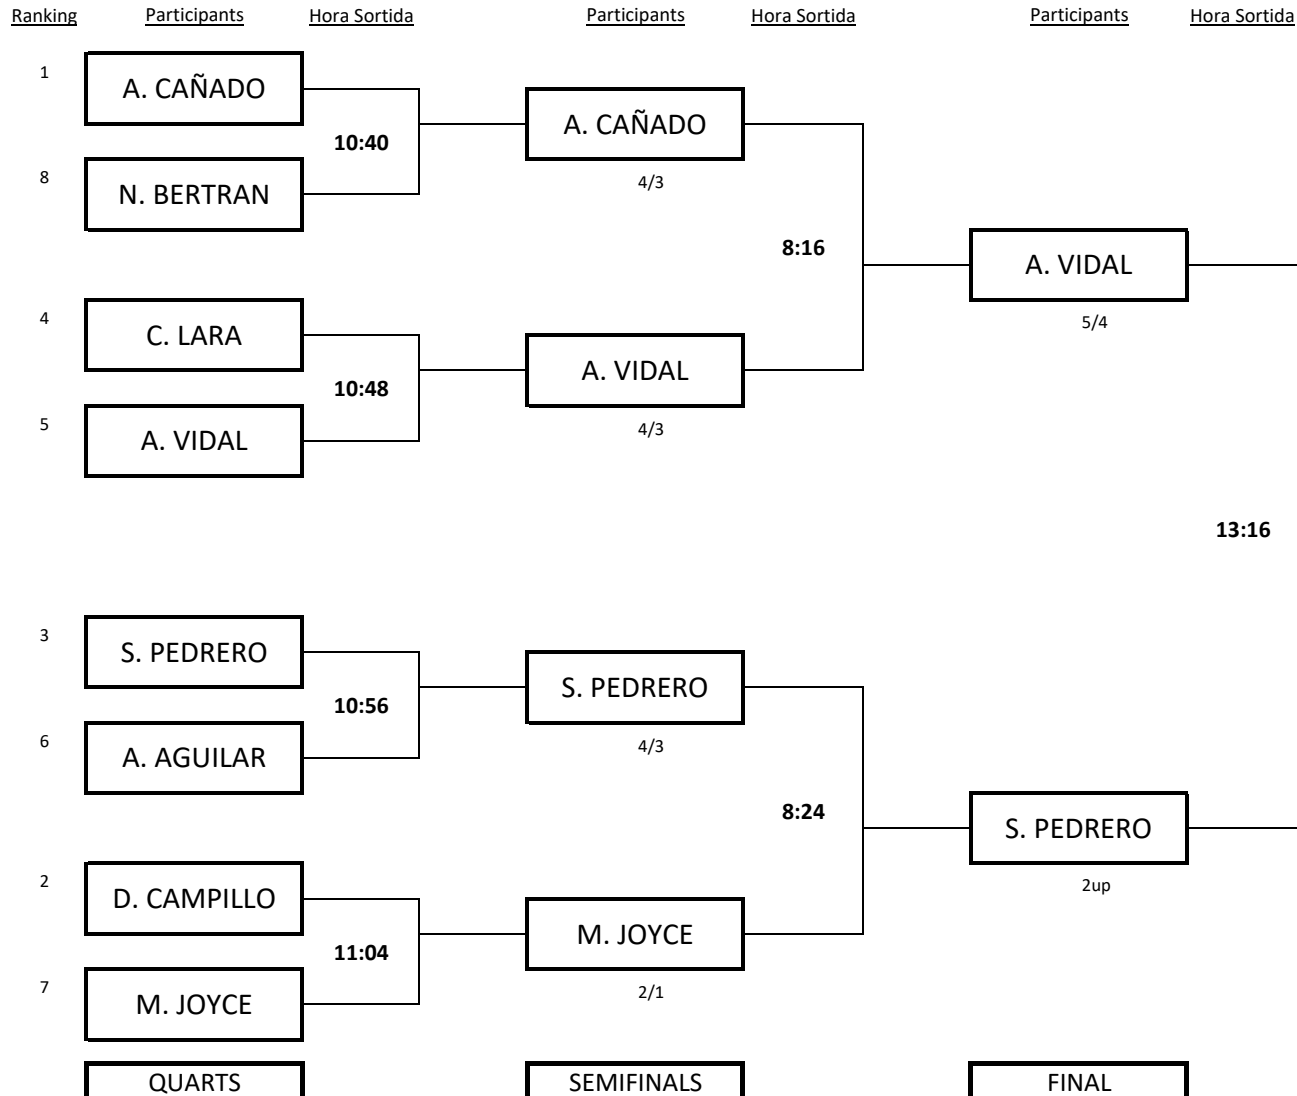 Ranking Participants Hora Sortida Participants Hora Sortida Participants Hora Sortida
1 A. CAÑADO
A. CAÑADO
10:40
4/3
8 N. BERTRAN
8:16
A. VIDAL
5/4
4 C. LARA
A. VIDAL
10:48
4/3
5 A. VIDAL
13:16
3 S. PEDRERO
S. PEDRERO
10:56
4/3
6 A. AGUILAR
8:24
S. PEDRERO
2up
2 D. CAMPILLO
M. JOYCE
11:04
2/1
7 M. JOYCE
QUARTS SEMIFINALS FINAL